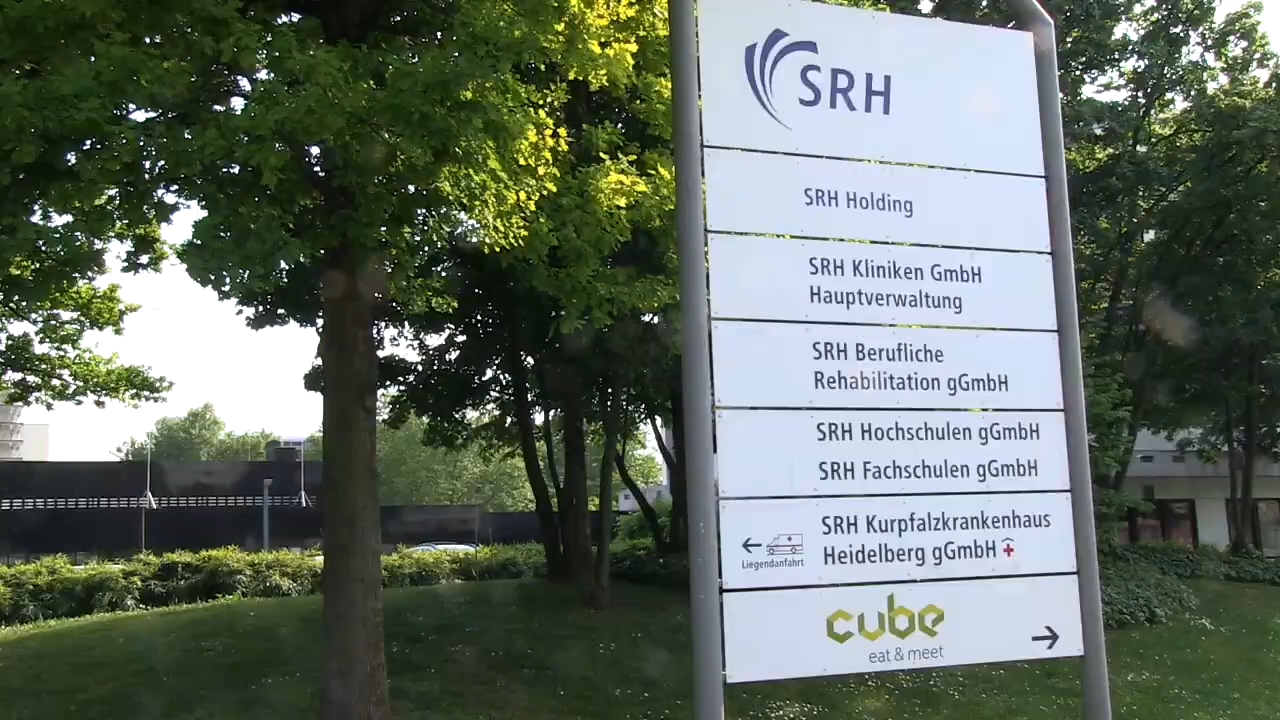 SRH
SRH Holding
SRH Kliniken GmbH
Hauptverwaltung
SRH Berufliche
Rehabilitation gGmbH
SRH Hochschulen gGmbH
SRH Fachschulen gGmbH
SRH Kurpfalzkrankenhaus
Heidelberg gGmbH
Liegendanfahrt
cube
eat & meet